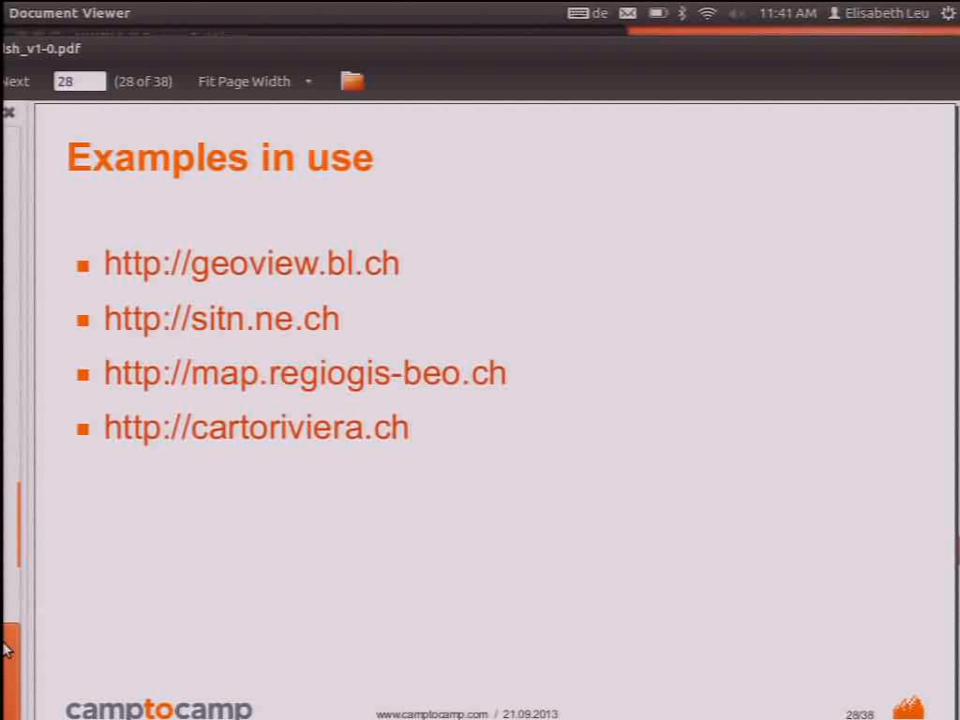 Document Viewer
de
11:41 AM
Elisabeth Leu
lsh_v1-0.pdf
Next
28
(28 of 38)
Fit Page Width
Examples in use
http://geoview.bl.ch
http://sitn.ne.ch
http://map.regiogis-beo.ch
http://cartoriviera.ch
camptocamp
www.camptocamp.com / 21.09.2013
28/38